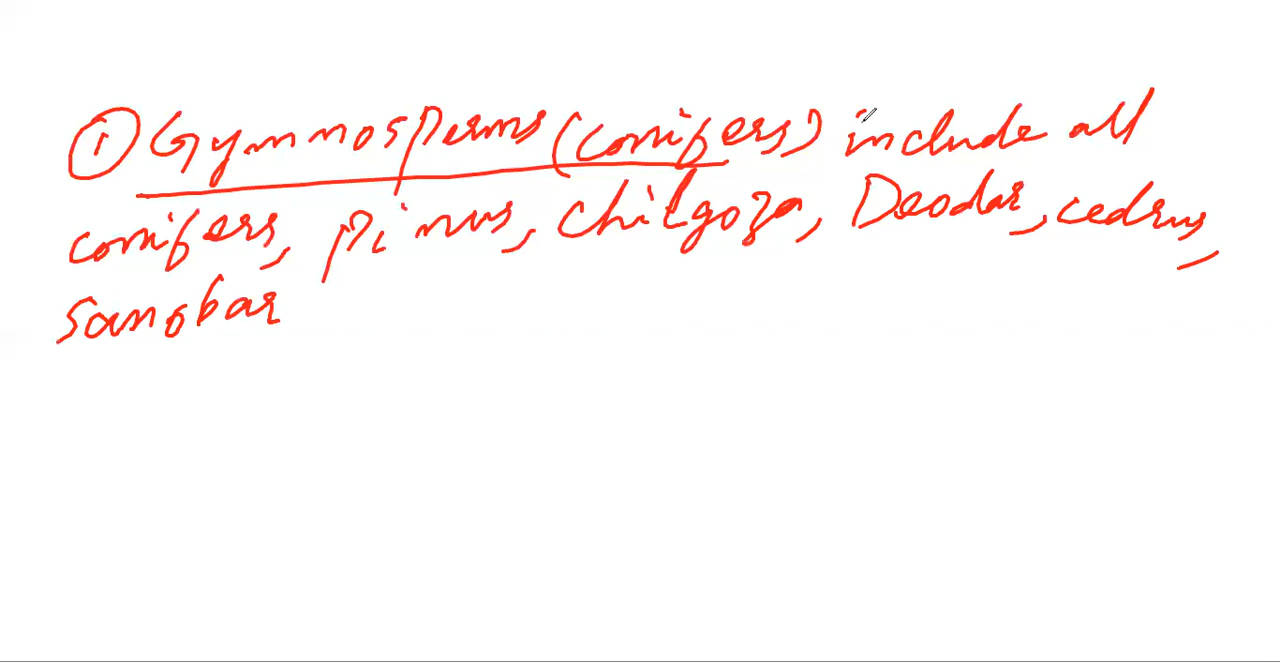 ① Gymnosperms (conifers) include all
conifers, pinus, Chilgoza, Deodar, cedrus,
sanobar